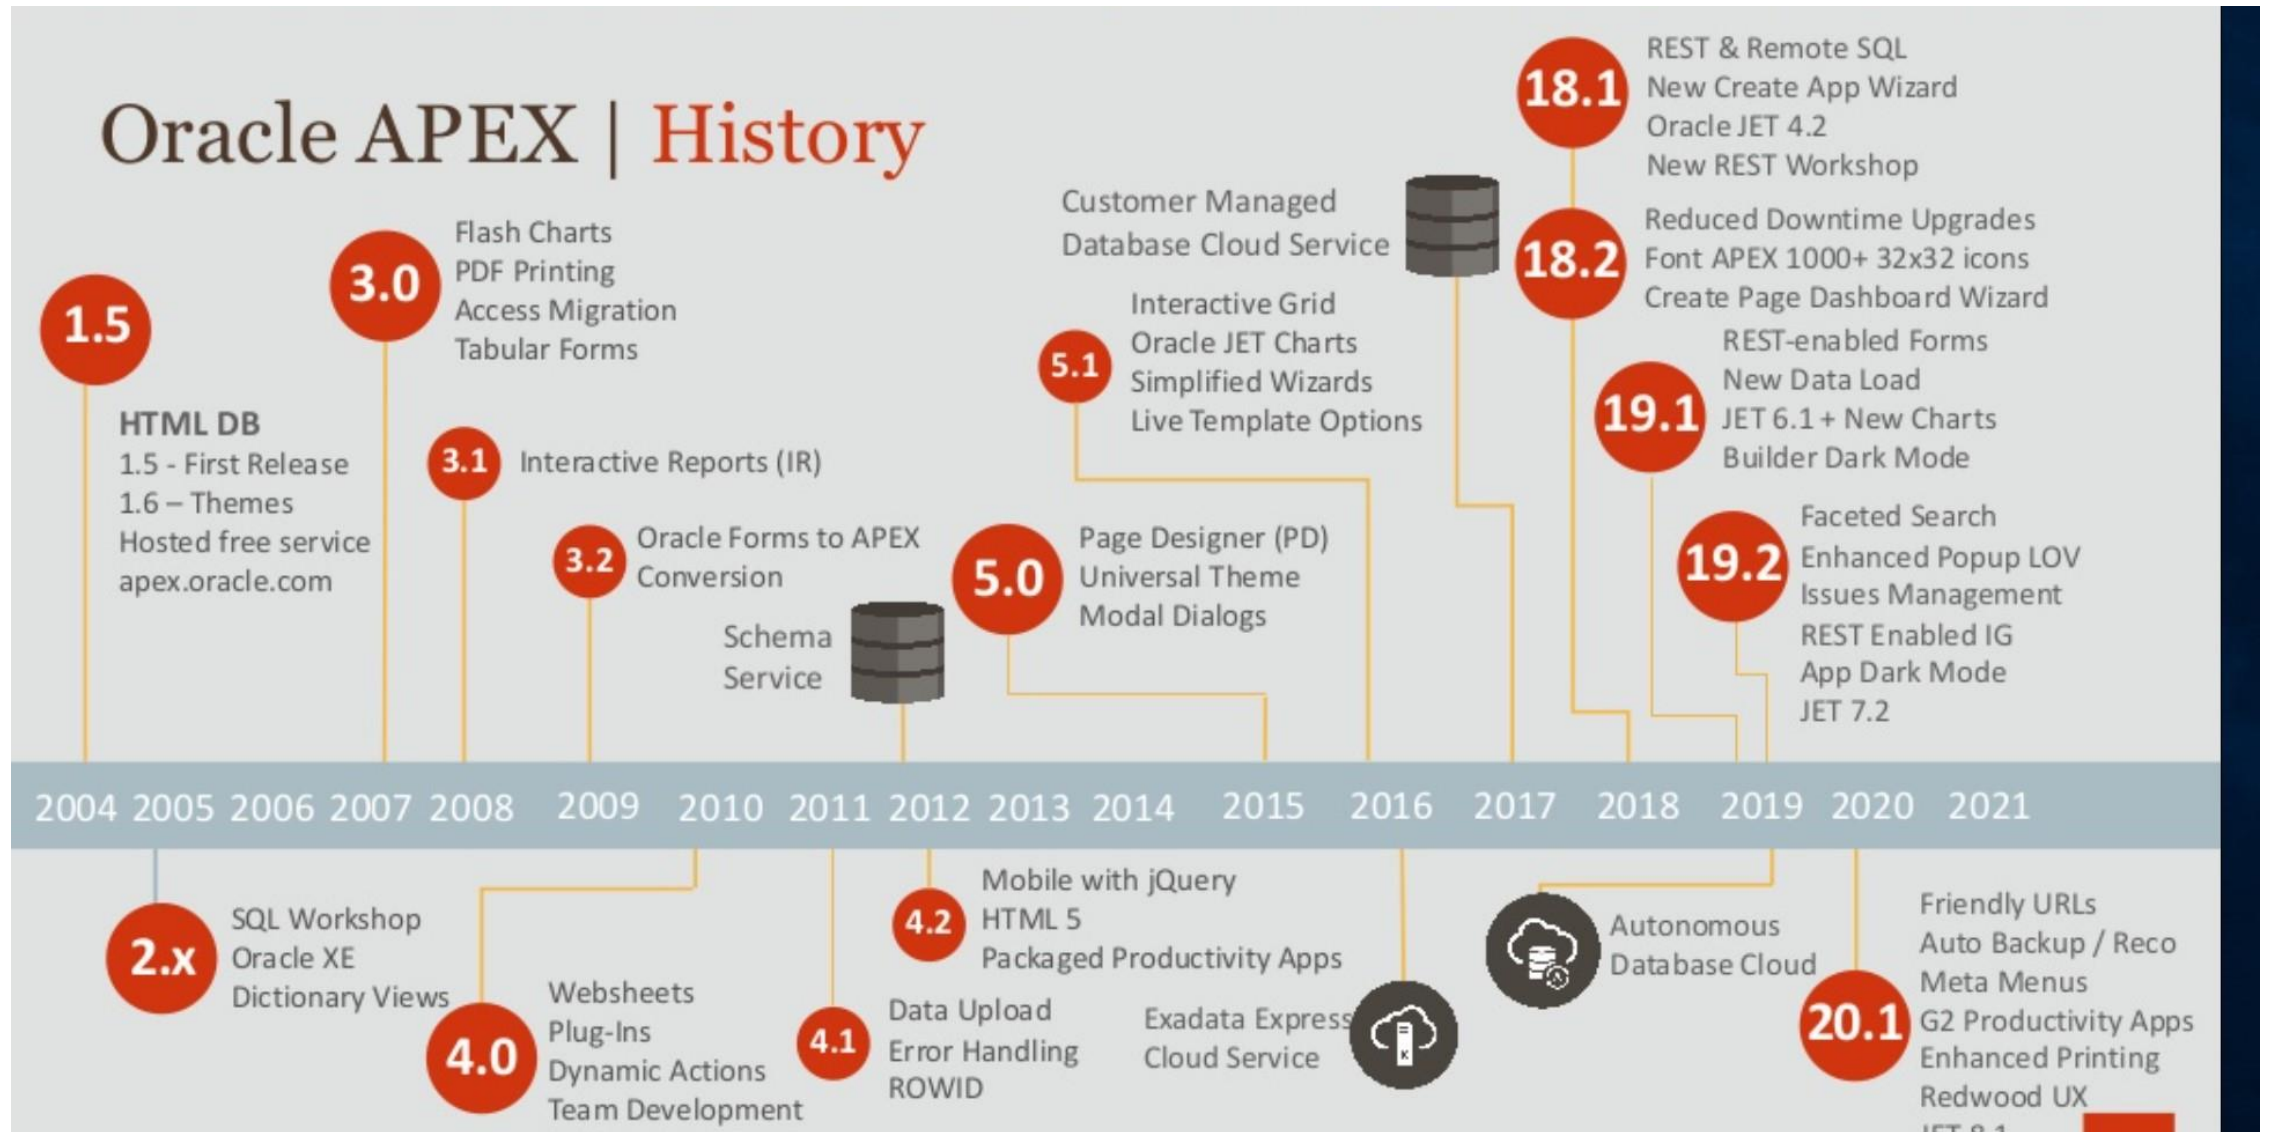 Oracle APEX | History
1.5
HTML DB
1.5 - First Release
1.6 – Themes
Hosted free service
apex.oracle.com
3.0
Flash Charts
PDF Printing
Access Migration
Tabular Forms
3.1
Interactive Reports (IR)
3.2
Oracle Forms to APEX
Conversion
Schema
Service
5.0
Page Designer (PD)
Universal Theme
Modal Dialogs
5.1
Interactive Grid
Oracle JET Charts
Simplified Wizards
Live Template Options
Customer Managed
Database Cloud Service
18.1
REST & Remote SQL
New Create App Wizard
Oracle JET 4.2
New REST Workshop
18.2
Reduced Downtime Upgrades
Font APEX 1000+ 32x32 icons
Create Page Dashboard Wizard
19.1
REST-enabled Forms
New Data Load
JET 6.1 + New Charts
Builder Dark Mode
19.2
Faceted Search
Enhanced Popup LOV
Issues Management
REST Enabled IG
App Dark Mode
JET 7.2
2004 2005 2006 2007 2008 2009 2010 2011 2012 2013 2014 2015 2016 2017 2018 2019 2020 2021
2.x
SQL Workshop
Oracle XE
Dictionary Views
4.0
Websheets
Plug-Ins
Dynamic Actions
Team Development
4.1
Data Upload
Error Handling
ROWID
4.2
Mobile with jQuery
HTML 5
Packaged Productivity Apps
Exadata Express
Cloud Service
K
Autonomous
Database Cloud
20.1
Friendly URLs
Auto Backup / Reco
Meta Menus
G2 Productivity Apps
Enhanced Printing
Redwood UX